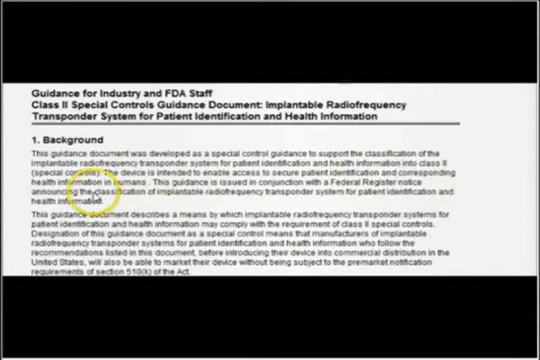 Guidance for Industry and FDA Staff
Class II Special Controls Guidance Document: Implantable Radiofrequency
Transponder System for Patient Identification and Health Information
1. Background
This guidance document was developed as a special control guidance to support the classification of the
implantable radiofrequency transponder system for patient identification and health information into class II
(special controls). The device is intended to enable access to secure patient identification and corresponding
health information in humans . This guidance is issued in conjunction with a Federal Register notice
announcing the classification of implantable radiofrequency transponder system for patient identification and
health information.
This guidance document describes a means by which implantable radiofrequency transponder systems for
patient identification and health information may comply with the requirement of class II special controls.
Designation of this guidance document as a special control means that manufacturers of implantable
radiofrequency transponder systems for patient identification and health information who follow the
recommendations listed in this document, before introducing their device into commercial distribution in the
United States, will also be able to market their device without being subject to the premarket notification
requirements of section 510(k) of the Act.